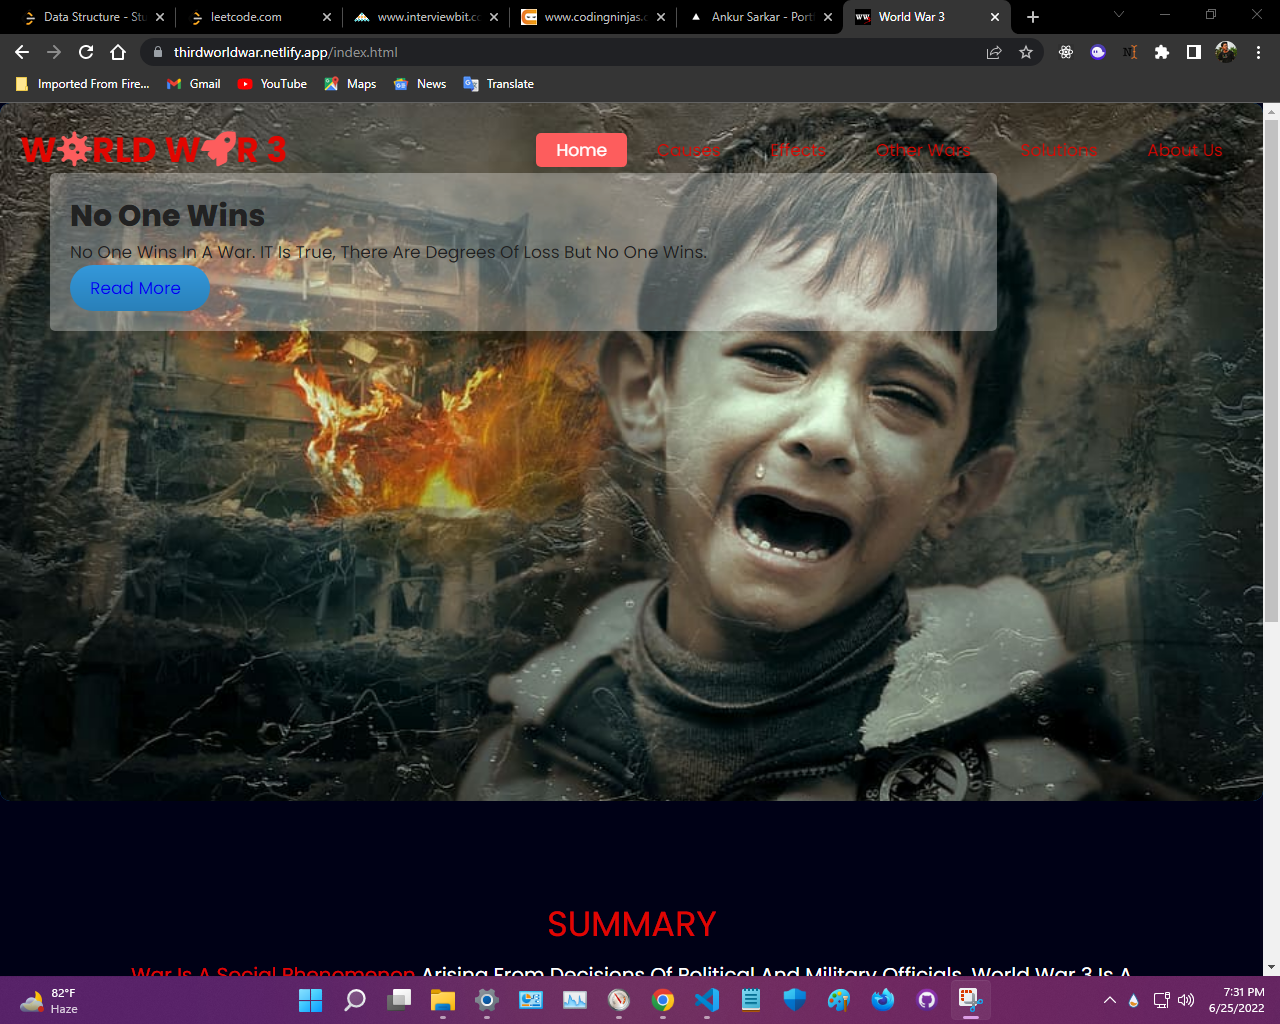 Data Structure - Stu
leetcode.com
www.interviewbit.co
www.codingninjas.c
Ankur Sarkar - Port
World War 3
thirdworldwar.netlify.app/index.html
Imported From Fire...
Gmail
YouTube
Maps
News
Translate
WORLD WAR 3
Home
Causes
Effects
Other Wars
Solutions
About Us
No One Wins
No One Wins In A War. IT Is True, There Are Degrees Of Loss But No One Wins.
Read More
SUMMARY
War Is A Social Phenomenon Arising From Decisions Of Political And Military Officials. World War 3 Is A
82°F
Haze
7:31 PM
6/25/2022